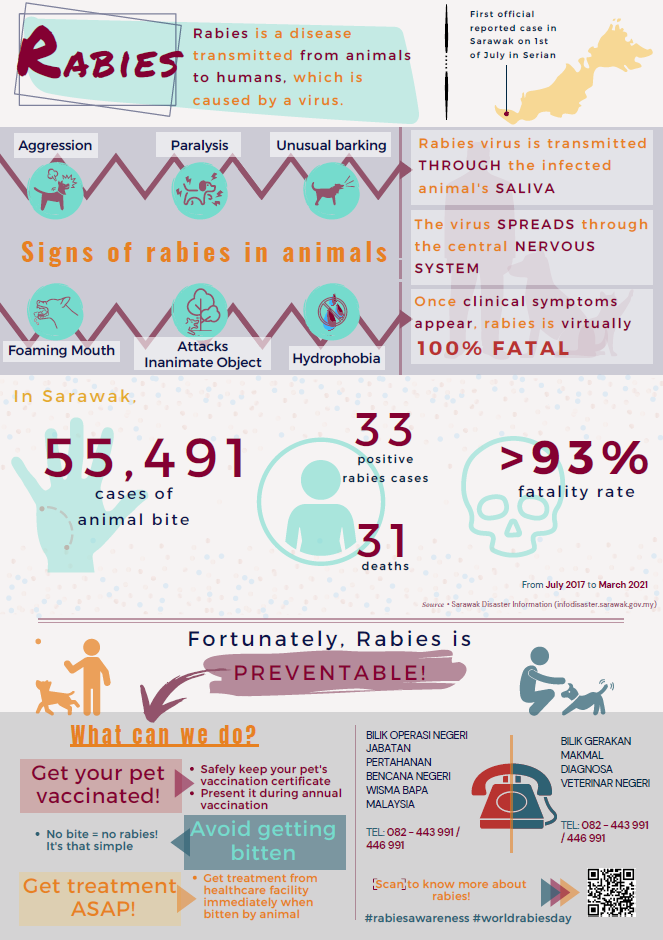 RABIES
Rabies is a disease
transmitted from animals
to humans, which is
caused by a virus.
First official
reported case in
Sarawak on 1st
of July in Serian
Aggression
Paralysis
Unusual barking
Signs of rabies in animals
Foaming Mouth
Attacks
Inanimate Object
Hydrophobia
Rabies virus is transmitted
THROUGH the infected
animal's SALIVA
The virus SPREADS through
the central NERVOUS
SYSTEM
Once clinical symptoms
appear, rabies is virtually
100% FATAL
In Sarawak.
55,491
cases of
animal bite
33
positive
rabies cases
31
deaths
>93%
fatality rate
From July 2017 to March 2021
Source • Sarawak Disaster Information (infodisaster.sarawak.gov.my)
Fortunately, Rabies is
PREVENTABLE!
What can we do?
Get your pet
vaccinated!
• Safely keep your pet's
vaccination certificate
• Present it during annual
vaccination
• No bite = no rabies!
It's that simple
Avoid getting
bitten
Get treatment
ASAP!
• Get treatment from
healthcare facility
immediately when
bitten by animal
BILIK OPERASI NEGERI
JABATAN
PERTAHANAN
BENCANA NEGERI
WISMA BAPA
MALAYSIA
TEL: 082 - 443 991 /
446 991
BILIK GERAKAN
MAKMAL
DIAGNOSA
VETERINAR NEGERI
TEL: 082 - 443 991
/ 446 991
Scan to know more about
rabies!
#rabiesawareness #worldrabiesday